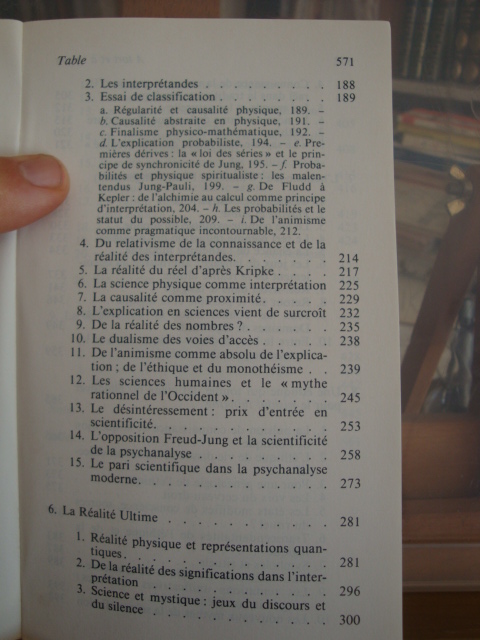 Table 571
2. Les interprétandes . . . . . . . . 188
3. Essai de classification . . . . . . . 189
a. Régularité et causalité physique, 189. –
b. Causalité abstraite en physique, 191. –
c. Finalisme physico-mathématique, 192. –
d. L'explication probabiliste, 194. – e. Pre-
mières dérives : la « loi des séries » et le prin-
cipe de synchronicité de Jung, 195. – f. Proba-
bilités et physique spiritualiste : les malen-
tendus Jung-Pauli, 199. – g. De Fludd à
Kepler : de l'alchimie au calcul comme principe
d'interprétation, 204. – h. Les probabilités et le
statut du possible, 209. – i. De l'animisme
comme pragmatique incontournable, 212.
4. Du relativisme de la connaissance et de la
réalité des interprétandes. . . . . . . 214
5. La réalité du réel d'après Kripke . . . . 217
6. La science physique comme interprétation 225
7. La causalité comme proximité . . . . . 229
8. L'explication en sciences vient de surcroît 232
9. De la réalité des nombres ? . . . . . . 235
10. Le dualisme des voies d'accès . . . . . 238
11. De l'animisme comme absolu de l'explica-
tion ; de l'éthique et du monothéisme . . 239
12. Les sciences humaines et le « mythe
rationnel de l'Occident » . . . . . . . 245
13. Le désintéressement : prix d'entrée en
scientificité. . . . . . . . . . . . 253
14. L'opposition Freud-Jung et la scientificité
de la psychanalyse . . . . . . . . . 258
15. Le pari scientifique dans la psychanalyse
moderne. . . . . . . . . . . . . 273
6. La Réalité Ultime . . . . . . . . . . 281
1. Réalité physique et représentations quan-
tiques. . . . . . . . . . . . . . 281
2. De la réalité des significations dans l'inter-
prétation . . . . . . . . . . . . 296
3. Science et mystique : jeux du discours et
du silence . . . . . . . . . . . . 300